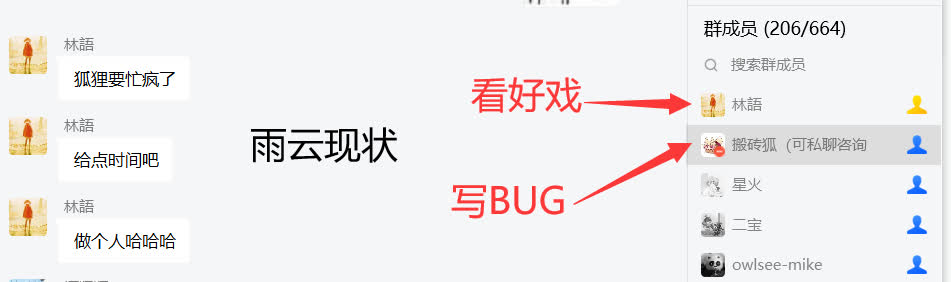 林語
狐狸要忙疯了
林語
给点时间吧
林語
做个人哈哈哈
雨云现状
看好戏
写BUG
群成员 (206/664)
搜索群成员
林語
搬砖狐（可私聊咨询
星火
二宝
owlsee-mike